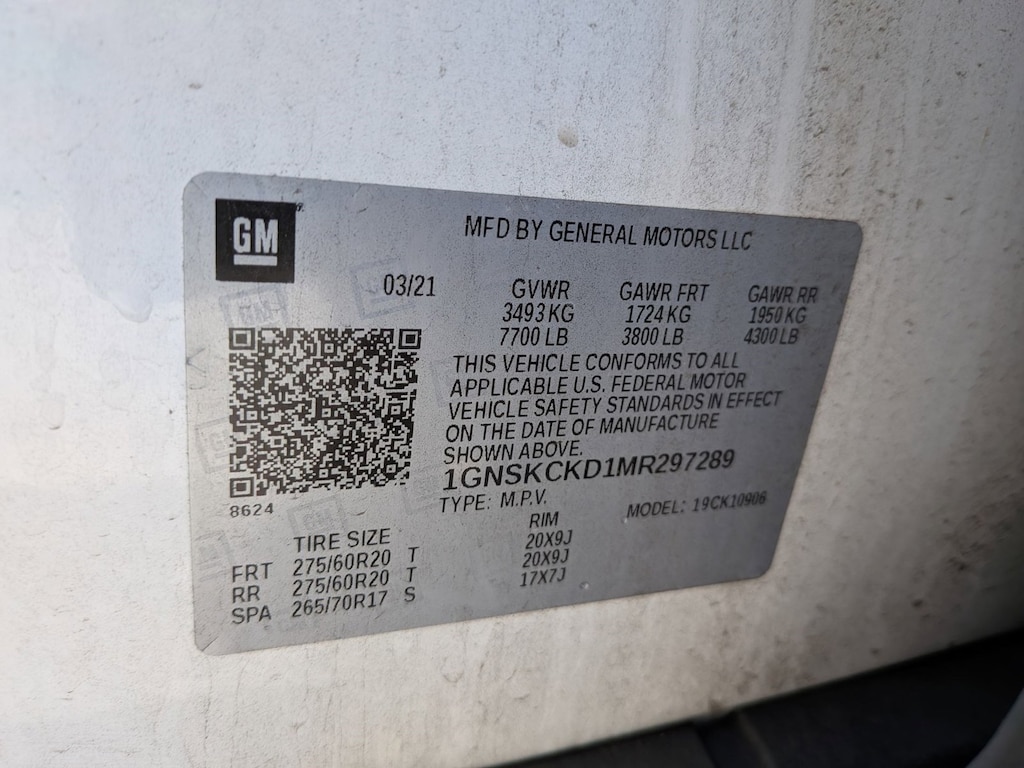 GM
MFD BY GENERAL MOTORS LLC
03/21 GVWR GAWR FRT GAWR RR
3493 KG 1724 KG 1950 KG
7700 LB 3800 LB 4300 LB
THIS VEHICLE CONFORMS TO ALL
APPLICABLE U.S. FEDERAL MOTOR
VEHICLE SAFETY STANDARDS IN EFFECT
ON THE DATE OF MANUFACTURE
SHOWN ABOVE.
1GNSKCKD1MR297289
8624
TYPE: M.P.V. MODEL: 19CK10906
TIRE SIZE RIM
FRT 275/60R20 T 20X9J
RR 275/60R20 T 20X9J
SPA 265/70R17 S 17X7J